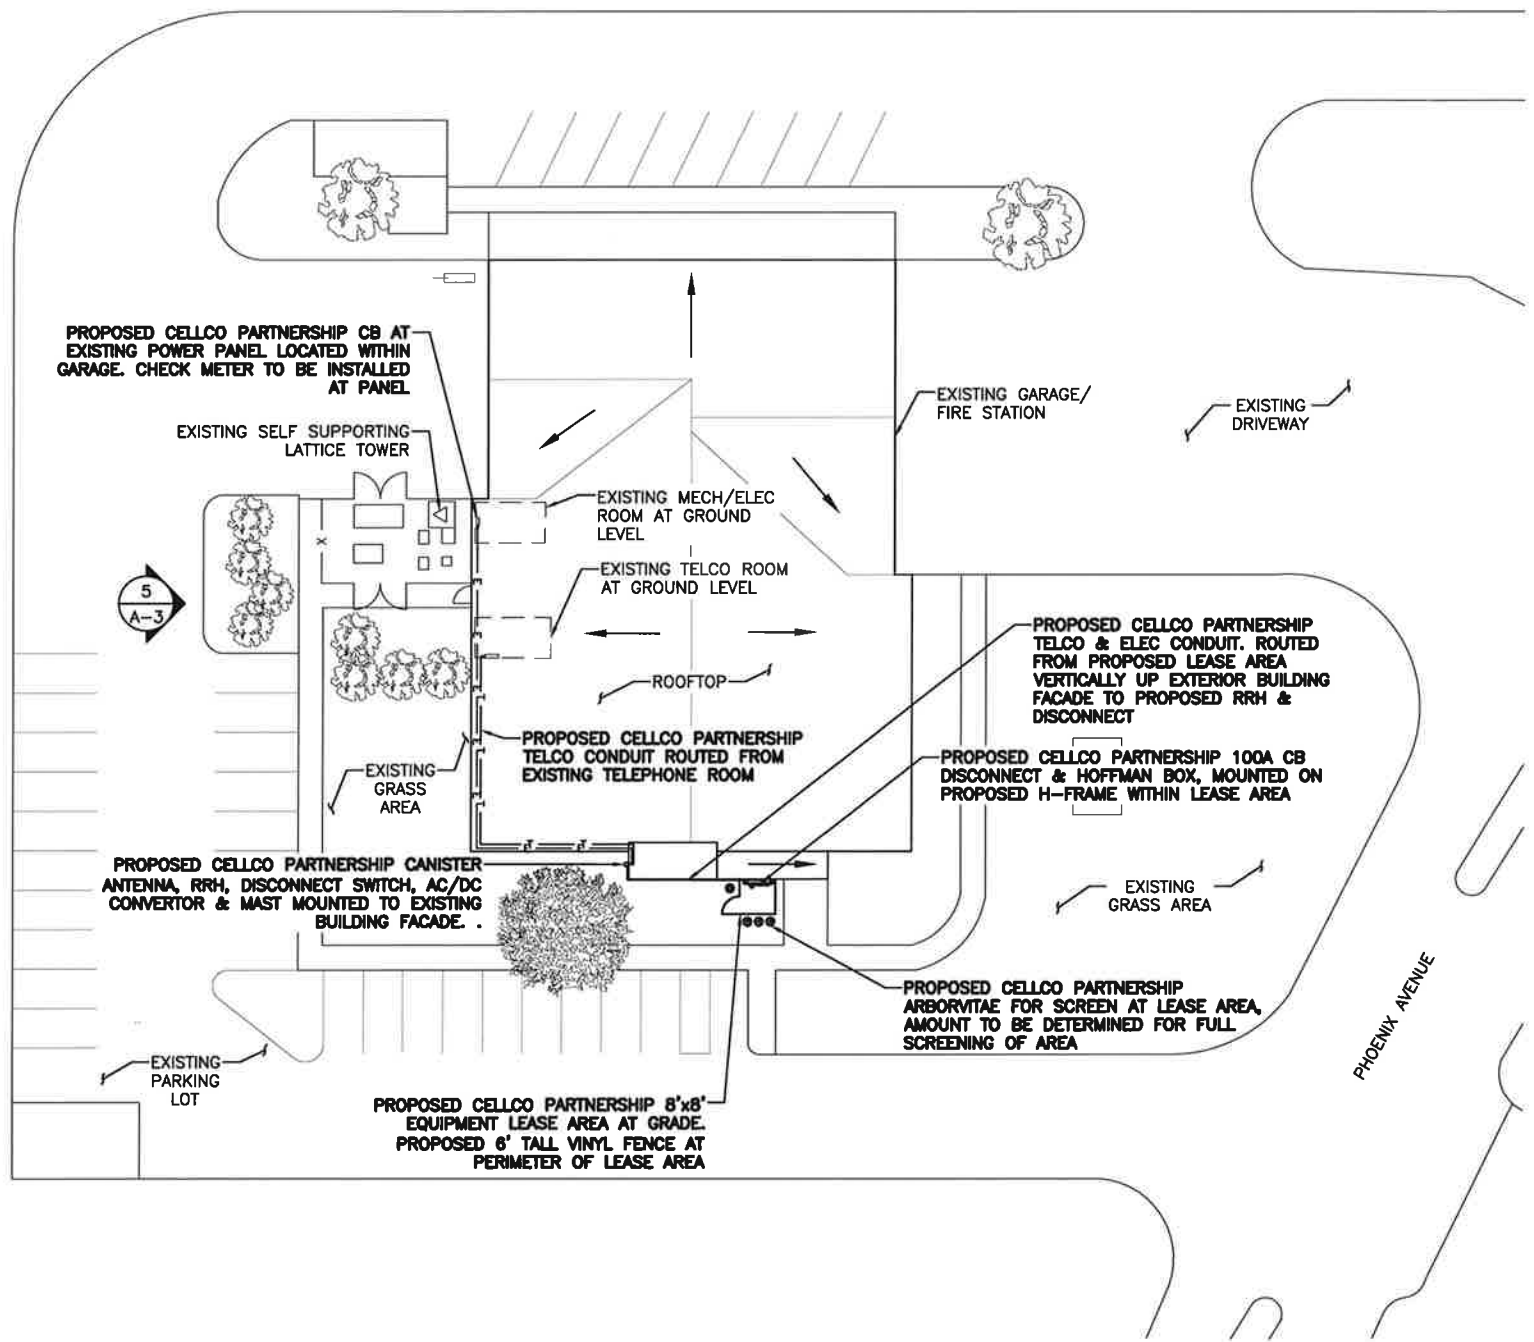 PROPOSED CELLCO PARTNERSHIP CB AT
EXISTING POWER PANEL LOCATED WITHIN
GARAGE. CHECK METER TO BE INSTALLED
AT PANEL
EXISTING SELF SUPPORTING
LATTICE TOWER
EXISTING GARAGE/
FIRE STATION
EXISTING
DRIVEWAY
EXISTING MECH/ELEC
ROOM AT GROUND
LEVEL
X
EXISTING TELCO ROOM
AT GROUND LEVEL
5
A-3
PROPOSED CELLCO PARTNERSHIP
TELCO & ELEC CONDUIT. ROUTED
FROM PROPOSED LEASE AREA
VERTICALLY UP EXTERIOR BUILDING
FACADE TO PROPOSED RRH &
DISCONNECT
ROOFTOP
PROPOSED CELLCO PARTNERSHIP
TELCO CONDUIT ROUTED FROM
EXISTING TELEPHONE ROOM
PROPOSED CELLCO PARTNERSHIP 100A CB
DISCONNECT & HOFFMAN BOX, MOUNTED ON
PROPOSED H-FRAME WITHIN LEASE AREA
EXISTING
GRASS
AREA
PROPOSED CELLCO PARTNERSHIP CANISTER
ANTENNA, RRH, DISCONNECT SWITCH, AC/DC
CONVERTOR & MAST MOUNTED TO EXISTING
BUILDING FACADE. .
EXISTING
GRASS AREA
PROPOSED CELLCO PARTNERSHIP
ARBORVITAE FOR SCREEN AT LEASE AREA,
AMOUNT TO BE DETERMINED FOR FULL
SCREENING OF AREA
PHOENIX AVENUE
EXISTING
PARKING
LOT
PROPOSED CELLCO PARTNERSHIP 8'x8'
EQUIPMENT LEASE AREA AT GRADE.
PROPOSED 6' TALL VINYL FENCE AT
PERIMETER OF LEASE AREA